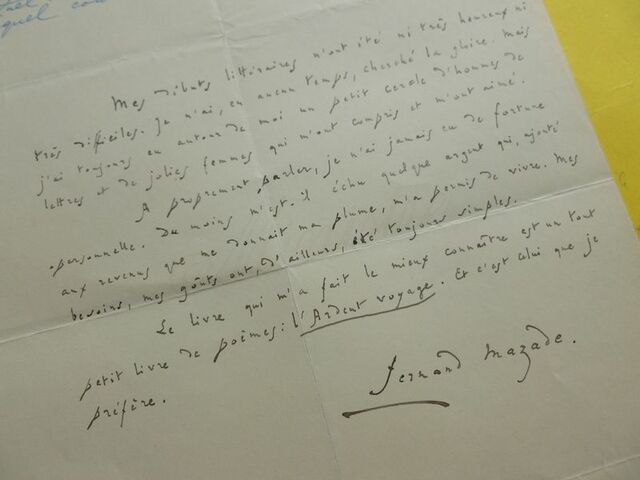 quel
Mes débuts littéraires n'ont été ni très heureux ni
très difficiles. Je n'ai, en aucun temps, cherché la gloire. Mais
j'ai toujours eu autour de moi un petit cercle d'hommes de
lettres et de jolies femmes qui m'ont compris et m'ont aimé.
A proprement parler, je n'ai jamais eu de fortune
personnelle. Du moins m'est-il échu quelque argent qui, ajouté
aux revenus que me donnait ma plume, m'a permis de vivre. Mes
besoins, mes goûts ont, d'ailleurs, été toujours simples.
Le livre qui m'a fait le mieux connaître est un tout
petit livre de poèmes: l'Ardent voyage. Et c'est celui que je
préfère.
Fernand Mazade.